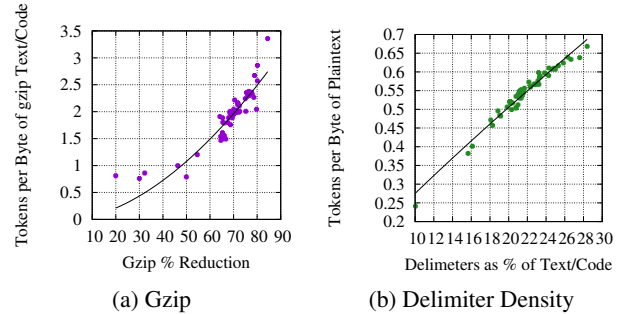 Tokens per Byte of gzip Text/Code
3.5
3
2.5
2
1.5
1
0.5
0
10 20 30 40 50 60 70 80 90
Gzip % Reduction
(a) Gzip
Tokens per Byte of Plaintext
0.7
0.65
0.6
0.55
0.5
0.45
0.4
0.35
0.3
0.25
0.2
10 12 14 16 18 20 22 24 26 28 30
Delimeters as % of Text/Code
(b) Delimiter Density